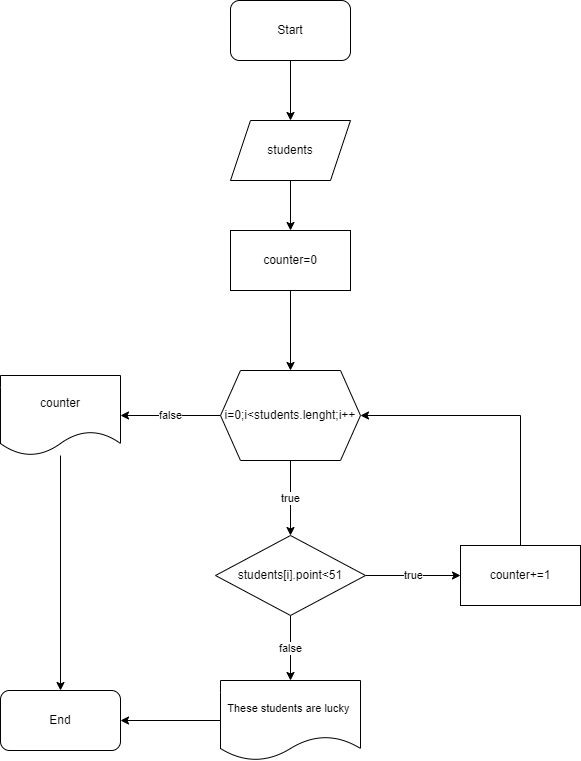 Start
students
counter=0
counter
false
i=0;i<students.lenght;i++
true
students[i].point<51
true
counter+=1
false
These students are lucky
End